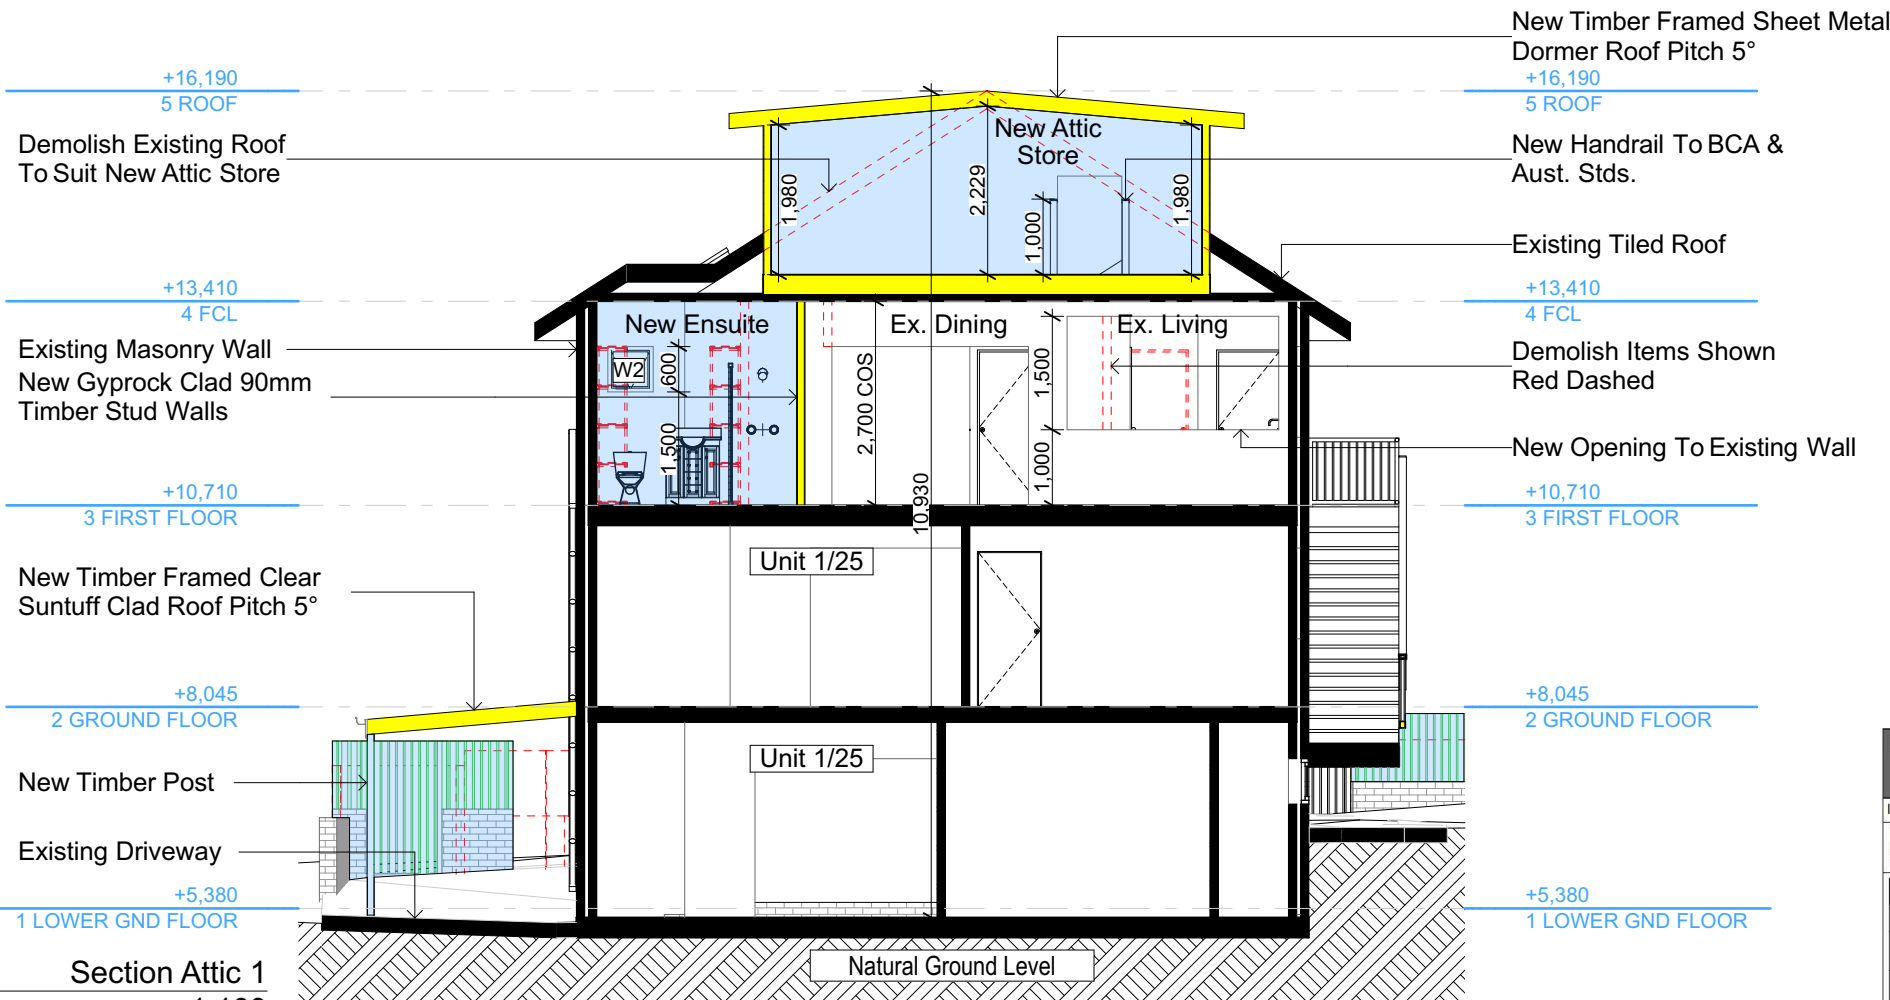 New Timber Framed Sheet Metal
Dormer Roof Pitch 5°
+16,190
5 ROOF
+16,190
5 ROOF
Demolish Existing Roof
To Suit New Attic Store
New Attic
Store
New Handrail To BCA &
Aust. Stds.
1,980
2,229
1,000
1,980
Existing Tiled Roof
+13,410
4 FCL
+13,410
4 FCL
New Ensuite
Ex. Dining
Ex. Living
Existing Masonry Wall
New Gyprock Clad 90mm
Timber Stud Walls
W2
600
1,500
2,700 COS
1,500
1,000
10,930
Demolish Items Shown
Red Dashed
New Opening To Existing Wall
+10,710
3 FIRST FLOOR
+10,710
3 FIRST FLOOR
Unit 1/25
New Timber Framed Clear
Suntuff Clad Roof Pitch 5°
+8,045
2 GROUND FLOOR
+8,045
2 GROUND FLOOR
Unit 1/25
New Timber Post
Existing Driveway
+5,380
1 LOWER GND FLOOR
+5,380
1 LOWER GND FLOOR
Natural Ground Level
Section Attic 1